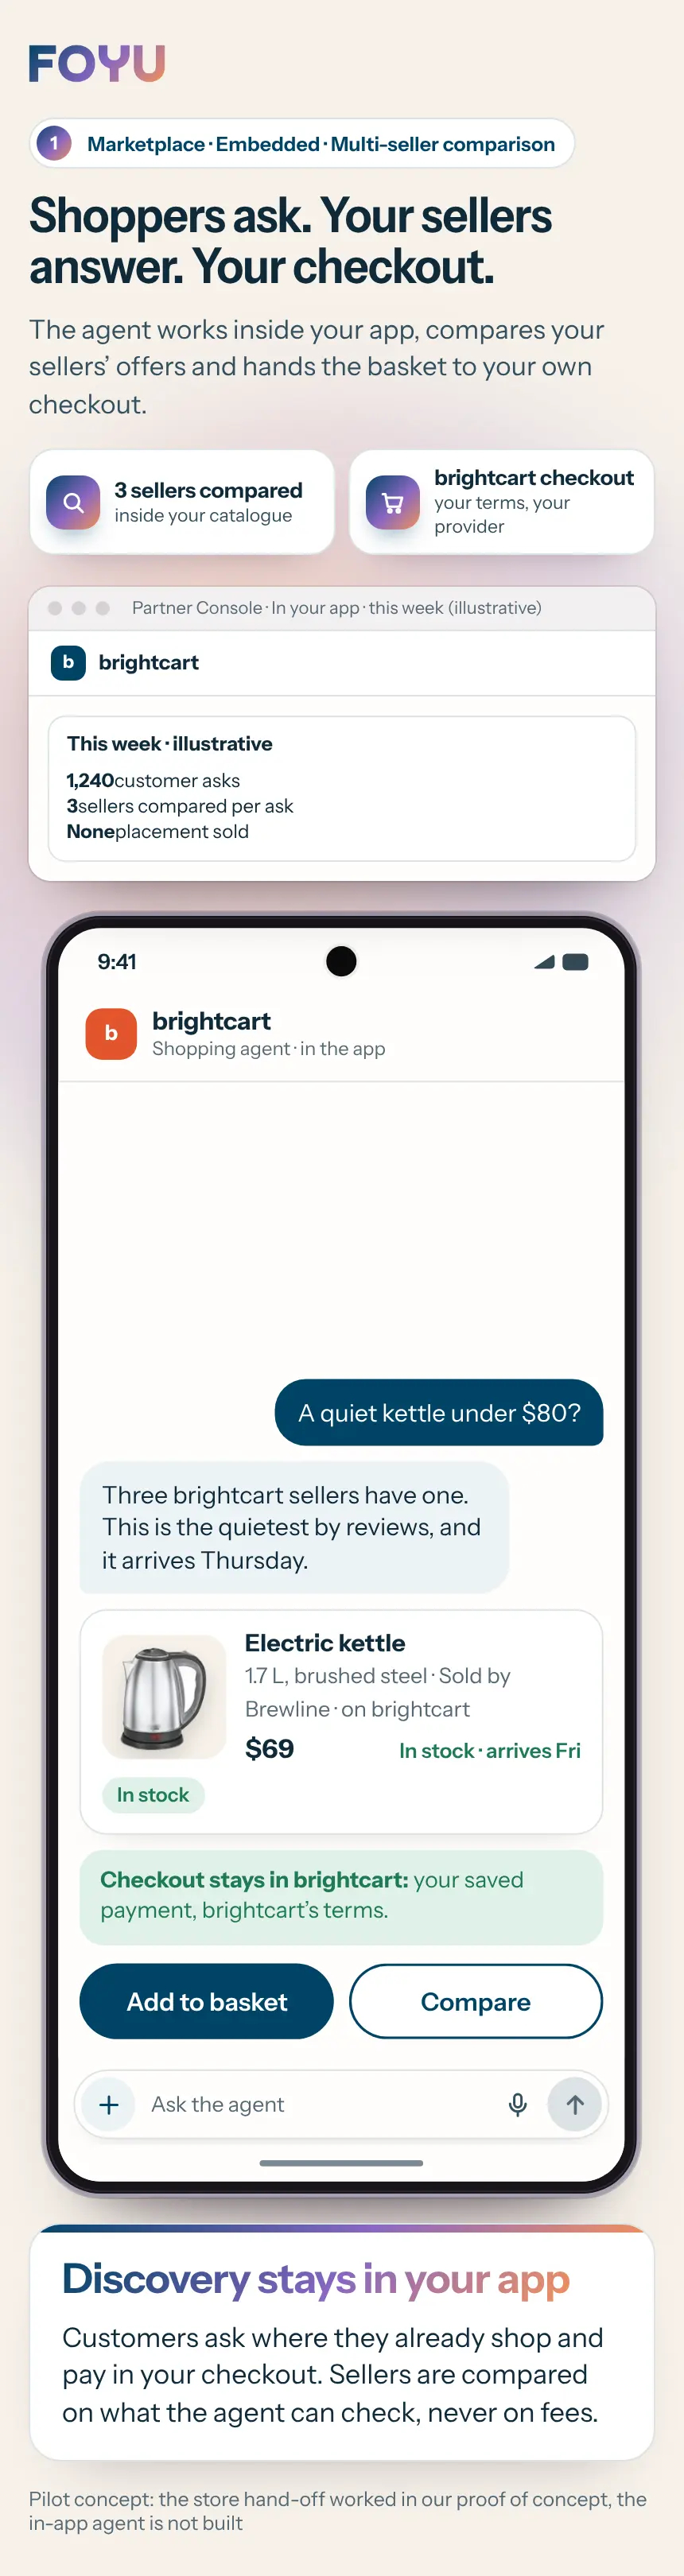 FOYU
1 Marketplace · Embedded · Multi-seller comparison
Shoppers ask. Your sellers
answer. Your checkout.
The agent works inside your app, compares your
sellers’ offers and hands the basket to your own
checkout.
3 sellers compared
inside your catalogue
brightcart checkout
your terms, your
provider
Partner Console · In your app · this week (illustrative)
b brightcart
This week · illustrative
1,240customer asks
3sellers compared per ask
Noneplacement sold
9:41
b
brightcart
Shopping agent · in the app
A quiet kettle under $80?
Three brightcart sellers have one.
This is the quietest by reviews, and
it arrives Thursday.
Electric kettle
1.7 L, brushed steel · Sold by
Brewline · on brightcart
$69 In stock · arrives Fri
In stock
Checkout stays in brightcart: your saved
payment, brightcart’s terms.
Add to basket Compare
Ask the agent
Discovery stays in your app
Customers ask where they already shop and
pay in your checkout. Sellers are compared
on what the agent can check, never on fees.
Pilot concept: the store hand-off worked in our proof of concept, the
in-app agent is not built